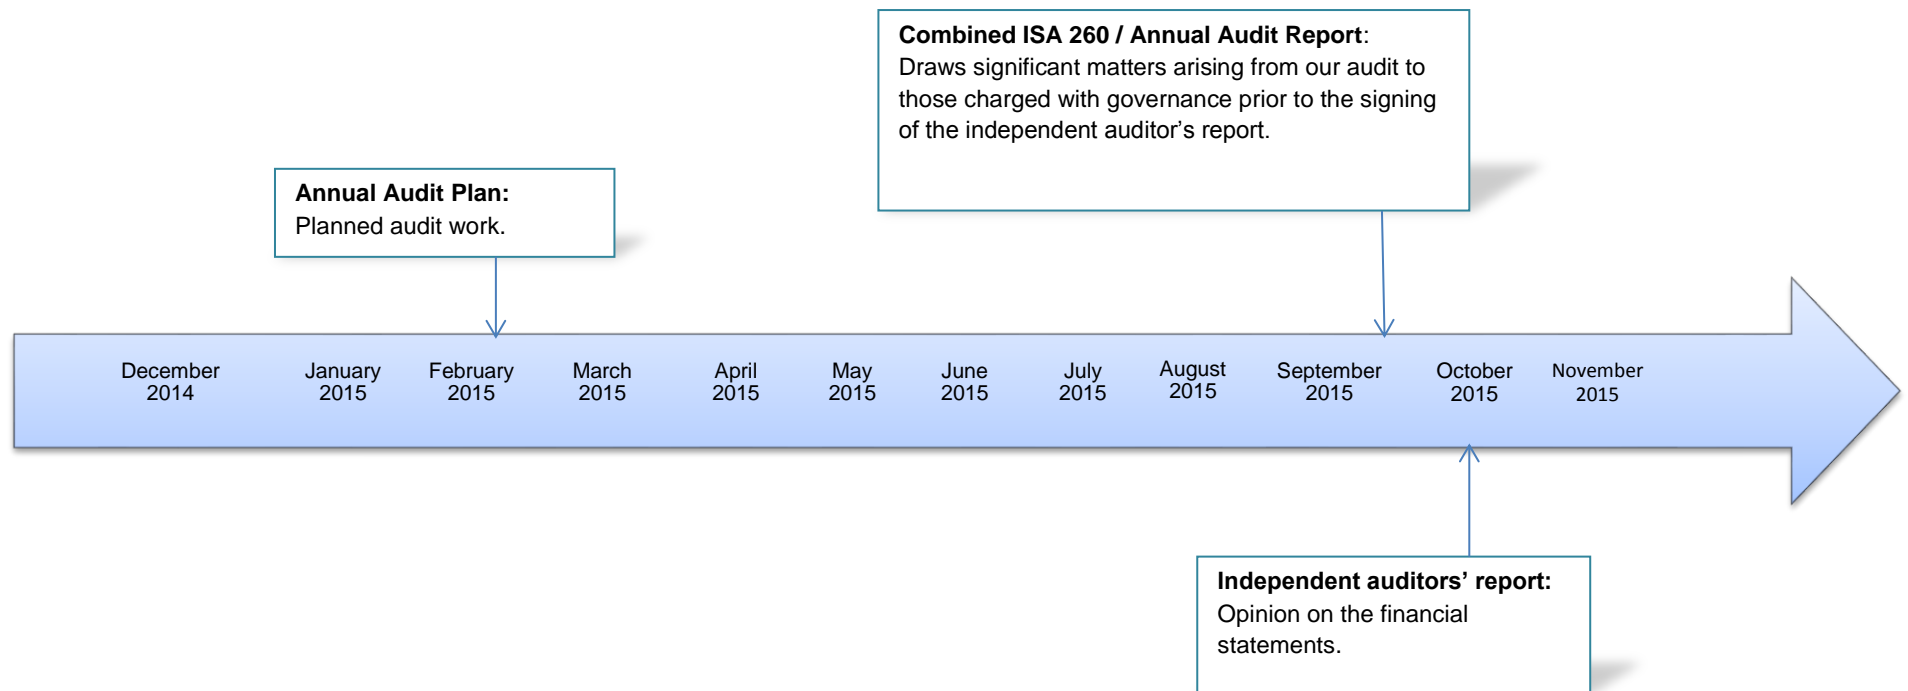 Combined ISA 260 / Annual Audit Report:
Draws significant matters arising from our audit to
those charged with governance prior to the signing
of the independent auditor’s report.
Annual Audit Plan:
Planned audit work.
December
2014
January
2015
February
2015
March
2015
April
2015
May
2015
June
2015
July
2015
August
2015
September
2015
October
2015
November
2015
Independent auditors’ report:
Opinion on the financial
statements.